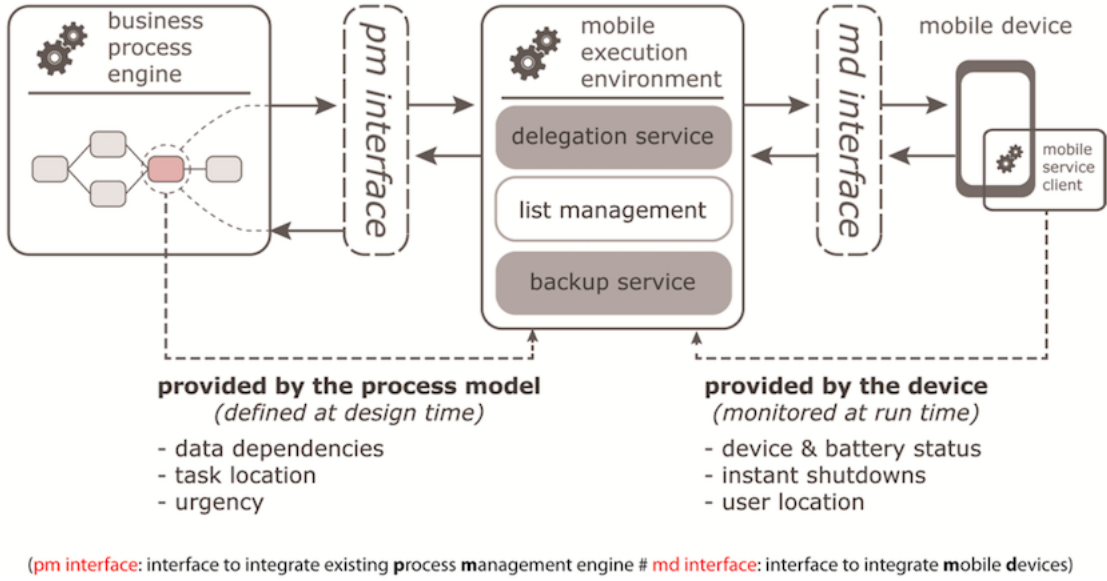 business
process
engine
pm interface
mobile
execution
environment
delegation service
list management
backup service
md interface
mobile device
mobile
service
client
provided by the process model
(defined at design time)
- data dependencies
- task location
- urgency
provided by the device
(monitored at run time)
- device & battery status
- instant shutdowns
- user location
(pm interface: interface to integrate existing process management engine # md interface: interface to integrate mobile devices)